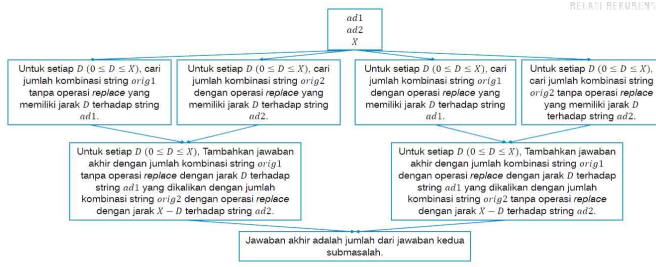 RELASI REKURENS
ad1
ad2
X
Untuk setiap D (0 ≤ D ≤ X), cari
jumlah kombinasi string orig1
tanpa operasi replace yang
memiliki jarak D terhadap string
ad1.
Untuk setiap D (0 ≤ D ≤ X), cari
jumlah kombinasi string orig1
dengan operasi replace yang
memiliki jarak D terhadap string
ad2.
Untuk setiap D (0 ≤ D ≤ X), cari
jumlah kombinasi string orig1
dengan operasi replace yang
memiliki jarak D terhadap string
ad1.
Untuk setiap D (0 ≤ D ≤ X),
cari jumlah kombinasi string
orig2 tanpa operasi replace
yang memiliki jarak D
terhadap string ad2.
Untuk setiap D (0 ≤ D ≤ X), Tambahkan jawaban
akhir dengan jumlah kombinasi string orig1
tanpa operasi replace dengan jarak D terhadap
string ad1 yang dikalikan dengan jumlah
kombinasi string orig2 dengan operasi replace
dengan jarak X − D terhadap string ad2.
Untuk setiap D (0 ≤ D ≤ X), Tambahkan jawaban
akhir dengan jumlah kombinasi string orig1
dengan operasi replace dengan jarak D terhadap
string ad1 yang dikalikan dengan jumlah
kombinasi string orig2 tanpa operasi replace
dengan jarak X − D terhadap string ad2.
Jawaban akhir adalah jumlah dari jawaban kedua
submasalah.